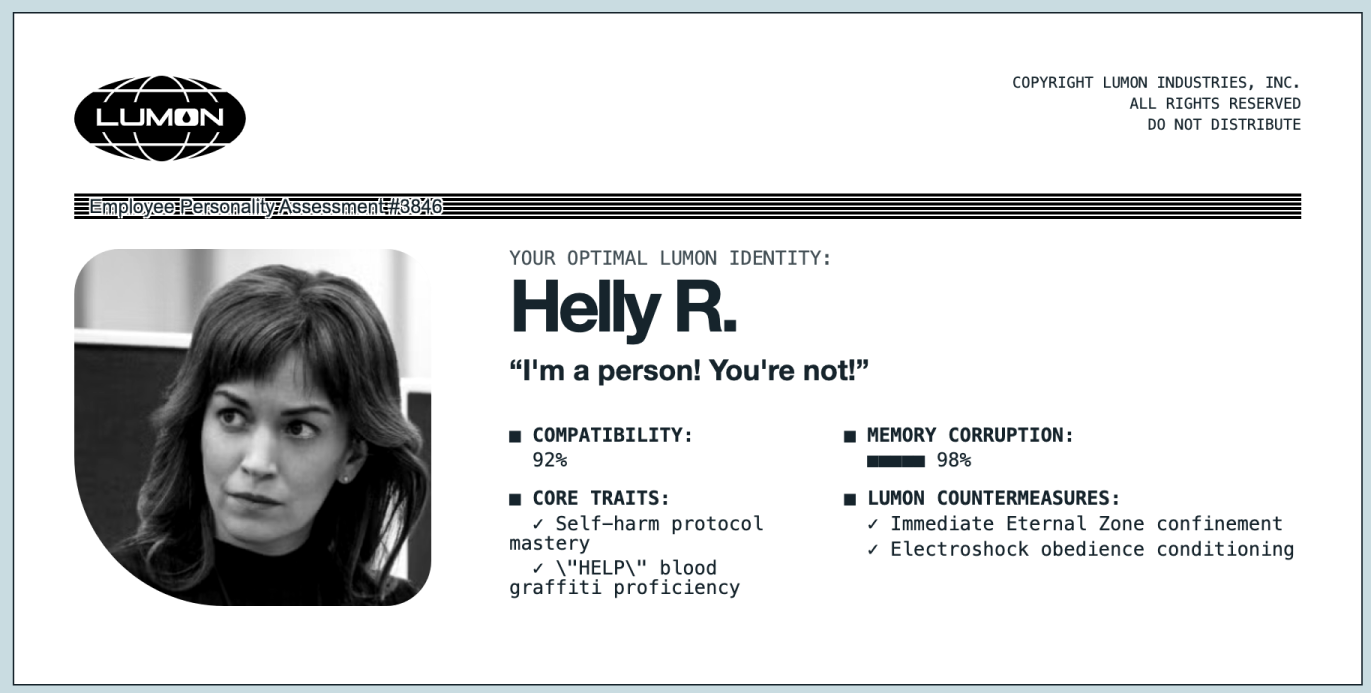 LUMON
COPYRIGHT LUMON INDUSTRIES, INC.
ALL RIGHTS RESERVED
DO NOT DISTRIBUTE
Employee Personality Assessment #3846
YOUR OPTIMAL LUMON IDENTITY:
Helly R.
“I'm a person! You're not!”
■ COMPATIBILITY:
92%
■ CORE TRAITS:
✓ Self-harm protocol
mastery
✓ \"HELP\" blood
graffiti proficiency
■ MEMORY CORRUPTION:
■■■■■ 98%
■ LUMON COUNTERMEASURES:
✓ Immediate Eternal Zone confinement
✓ Electroshock obedience conditioning